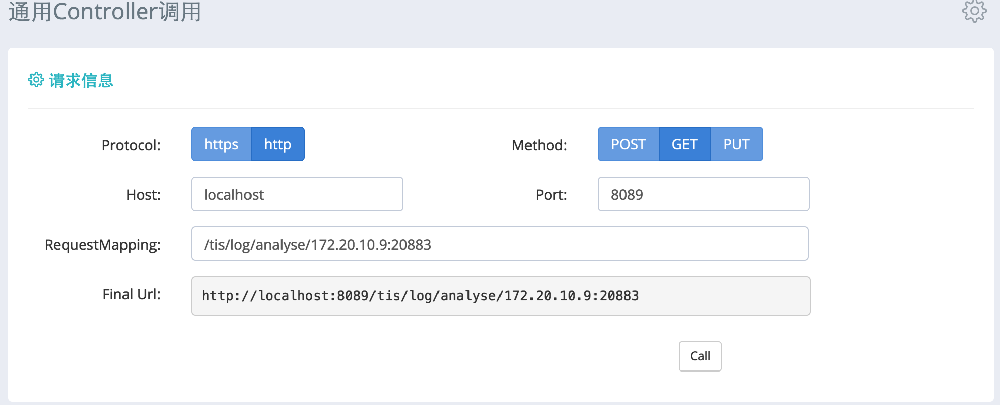 通用Controller调用
请求信息
Protocol: https http Method: POST GET PUT
Host: localhost Port: 8089
RequestMapping: /tis/log/analyse/172.20.10.9:20883
Final Url: http://localhost:8089/tis/log/analyse/172.20.10.9:20883
Call